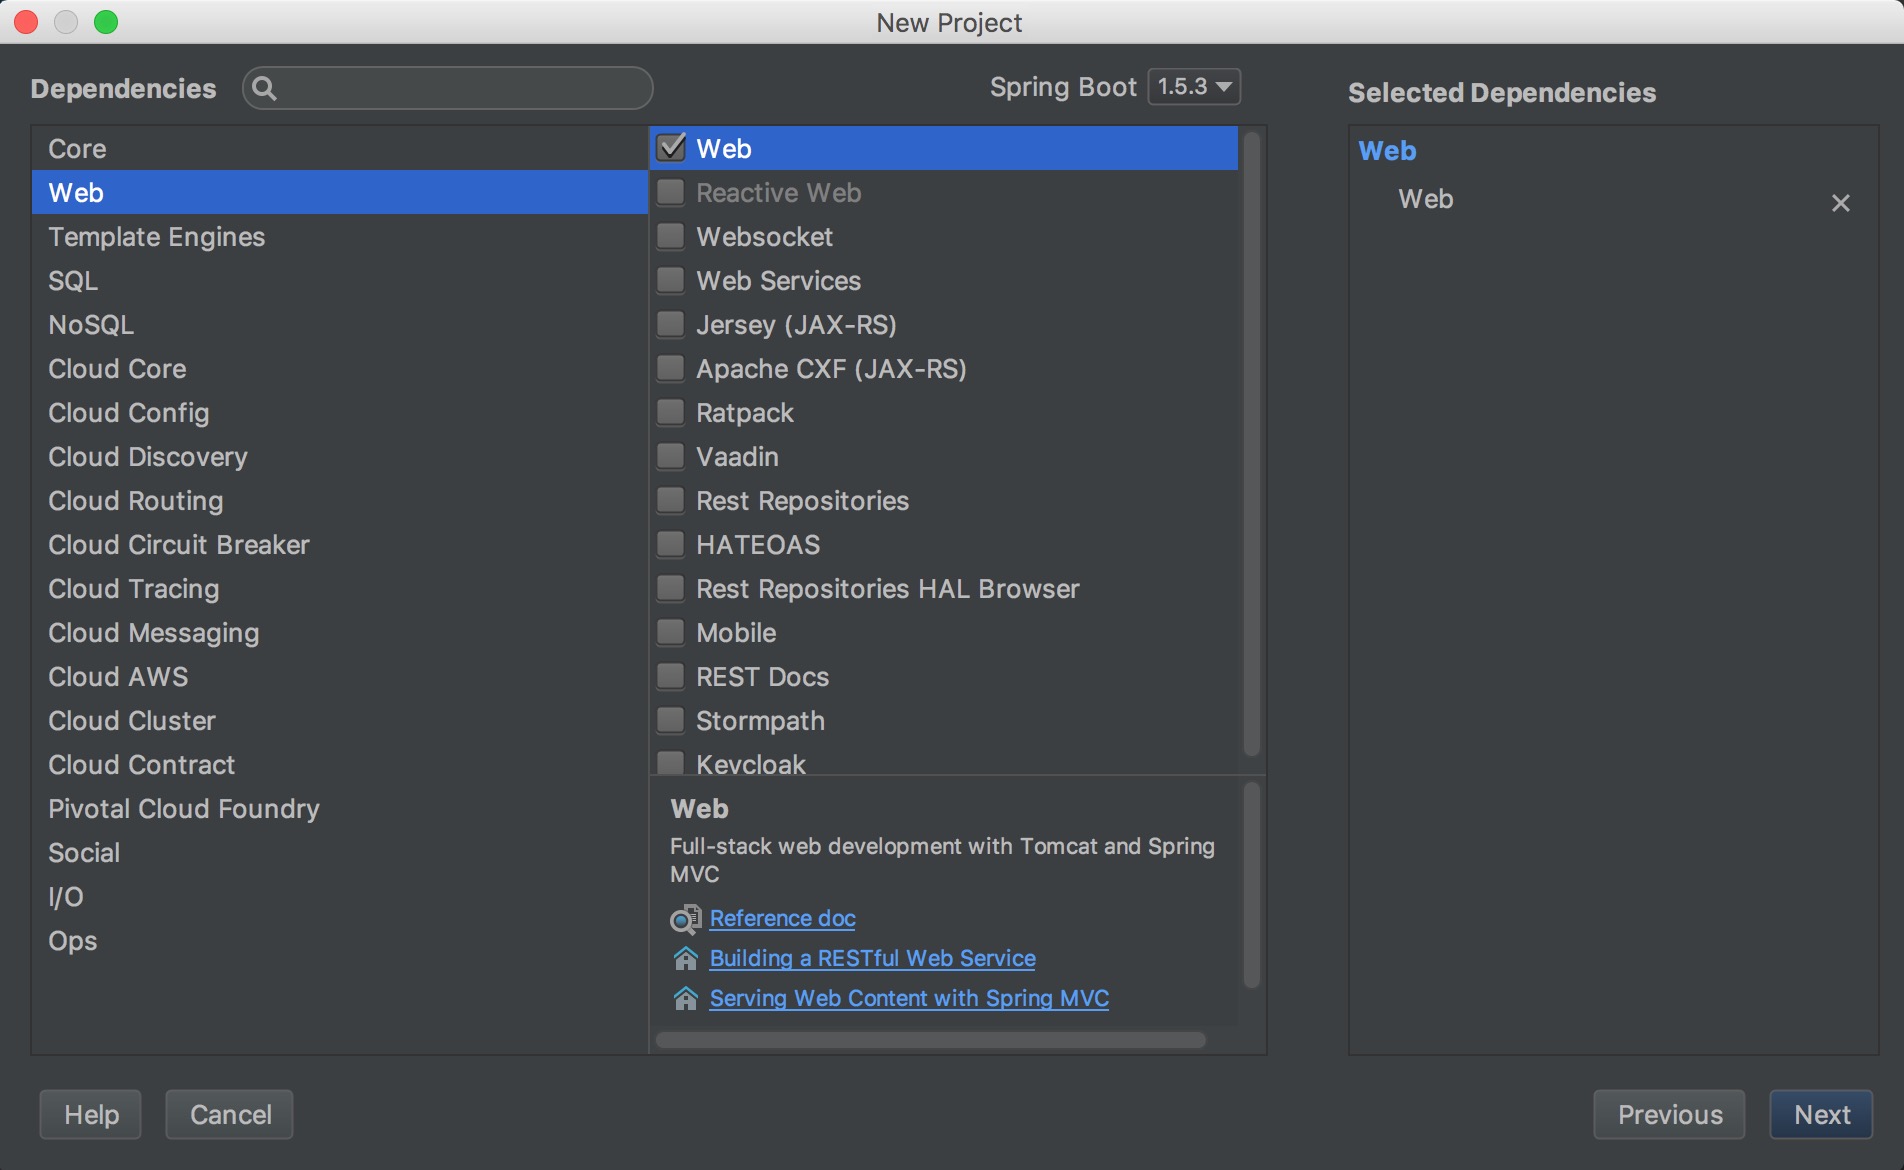 New Project
Dependencies
Spring Boot 1.5.3
Selected Dependencies
Core
Web
Template Engines
SQL
NoSQL
Cloud Core
Cloud Config
Cloud Discovery
Cloud Routing
Cloud Circuit Breaker
Cloud Tracing
Cloud Messaging
Cloud AWS
Cloud Cluster
Cloud Contract
Pivotal Cloud Foundry
Social
I/O
Ops
Web
Reactive Web
Websocket
Web Services
Jersey (JAX-RS)
Apache CXF (JAX-RS)
Ratpack
Vaadin
Rest Repositories
HATEOAS
Rest Repositories HAL Browser
Mobile
REST Docs
Stormpath
Keycloak
Web
Full-stack web development with Tomcat and Spring
MVC
Reference doc
Building a RESTful Web Service
Serving Web Content with Spring MVC
Web
Web
Help
Cancel
Previous
Next